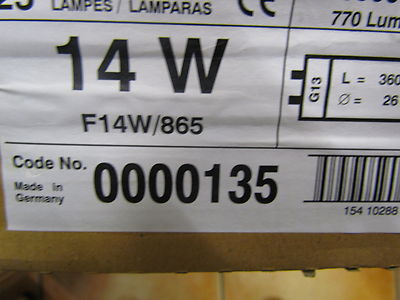 25 LAMPES / LAMPARAS CE
770 Lum
14 W
F14W/865
G13
L = 360
Ø = 26
Code No. 0000135
Made in
Germany
154 10288